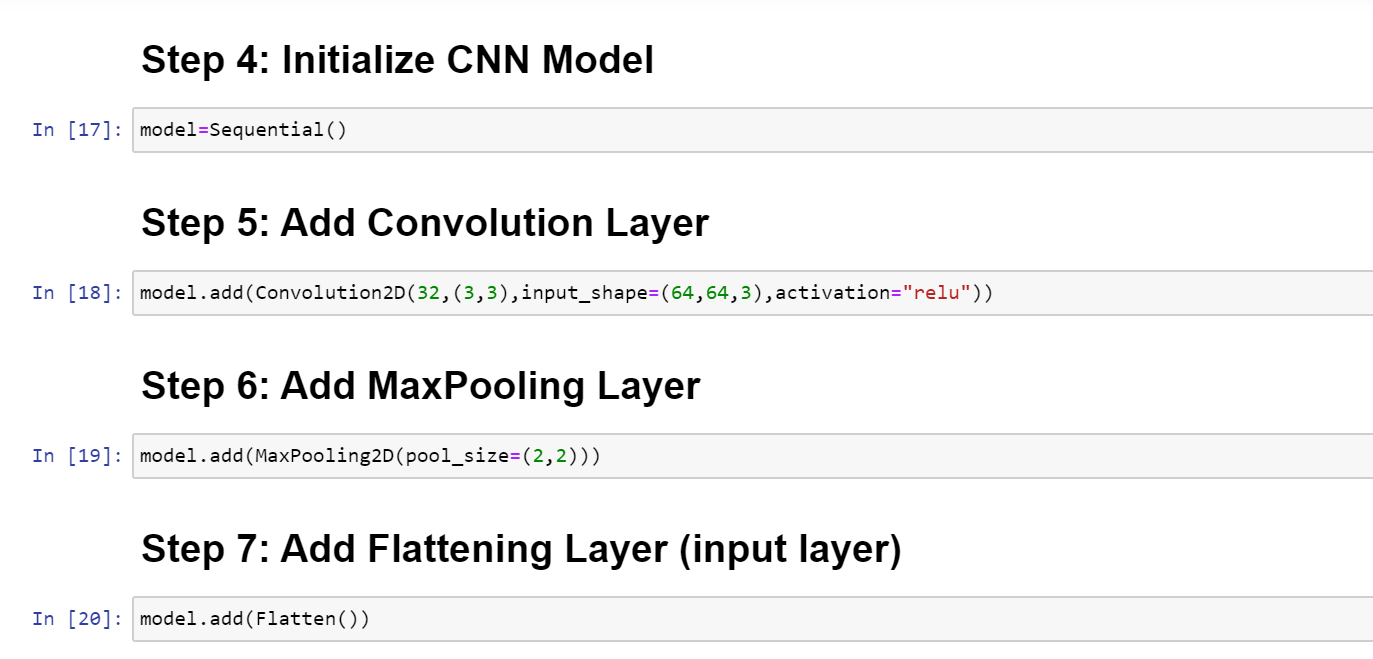 Step 4: Initialize CNN Model
In [17]: model=Sequential()
Step 5: Add Convolution Layer
In [18]: model.add(Convolution2D(32,(3,3),input_shape=(64,64,3),activation="relu"))
Step 6: Add MaxPooling Layer
In [19]: model.add(MaxPooling2D(pool_size=(2,2)))
Step 7: Add Flattening Layer (input layer)
In [20]: model.add(Flatten())